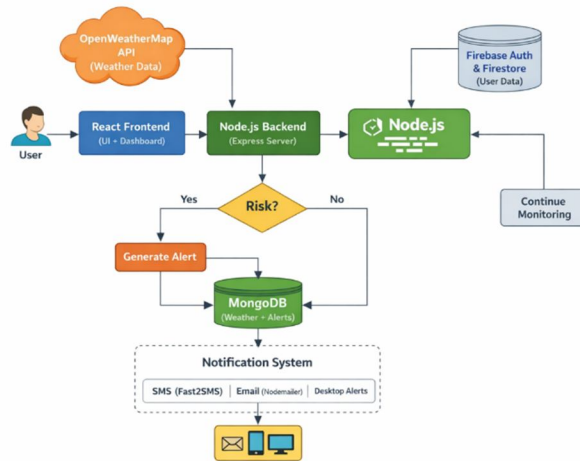 OpenWeatherMap
API
(Weather Data)
Firebase Auth
& Firestore
(User Data)
User
React Frontend
(UI + Dashboard)
Node.js Backend
(Express Server)
Node.js
Continue
Monitoring
Yes
Risk?
No
Generate Alert
MongoDB
(Weather + Alerts)
Notification System
SMS (Fast2SMS) | Email (Nodemailer) | Desktop Alerts